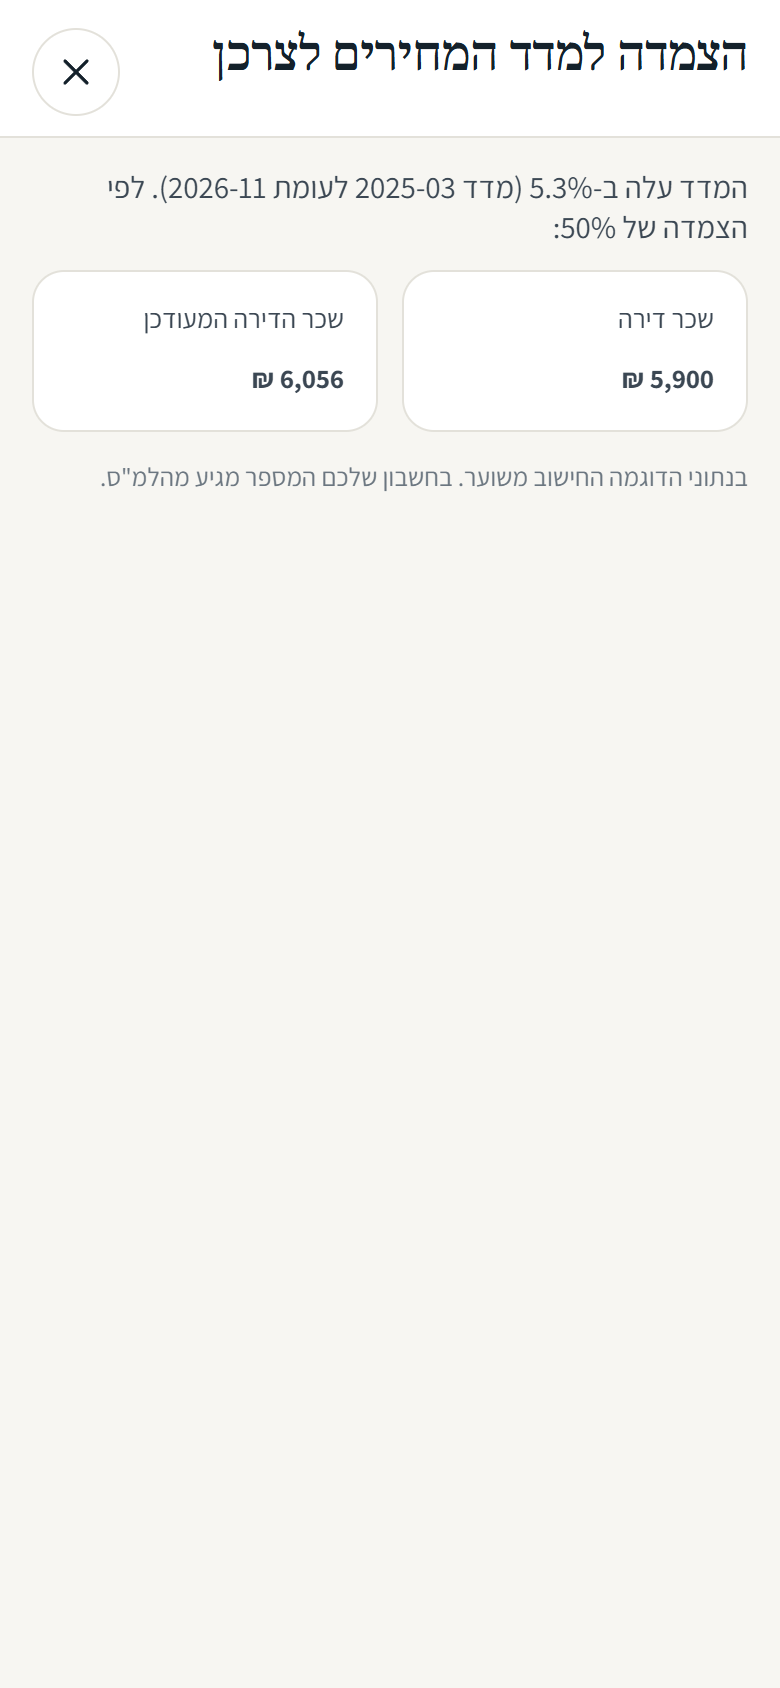 הצמדה למדד המחירים לצרכן
המדד עלה ב-5.3% (מדד 2025-03 לעומת 2026-11). לפי
הצמדה של 50%:
שכר דירה
5,900 ₪
שכר הדירה המעודכן
6,056 ₪
בנתוני הדוגמה החישוב משוער. בחשבון שלכם המספר מגיע מהלמ"ס.